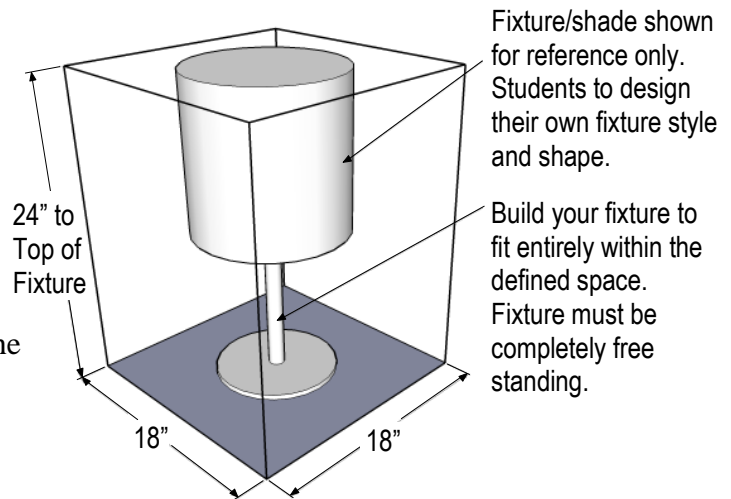 Fixture/shade shown
for reference only.
Students to design
their own fixture style
and shape.
24” to
Top of
Fixture
Build your fixture to
fit entirely within the
defined space.
Fixture must be
completely free
standing.
18”
18”